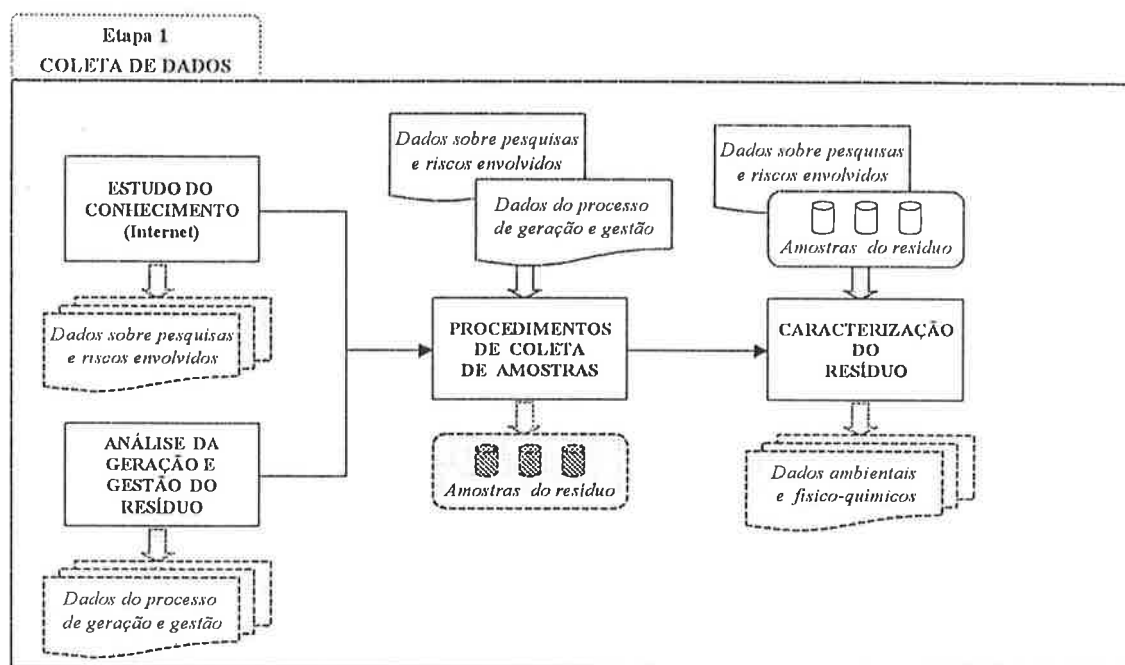 Etapa 1
COLETA DE DADOS
ESTUDO DO
CONHECIMENTO
(Internet)
Dados sobre pesquisas
e riscos envolvidos
ANÁLISE DA
GERAÇÃO E
GESTÃO DO
RESÍDUO
Dados do processo
de geração e gestão
Dados sobre pesquisas
e riscos envolvidos
Dados do processo
de geração e gestão
PROCEDIMENTOS
DE COLETA
DE AMOSTRAS
Amostras do resíduo
Dados sobre pesquisas
e riscos envolvidos
Amostras do resíduo
CARACTERIZAÇÃO
DO
RESÍDUO
Dados ambientais
e físico-químicos